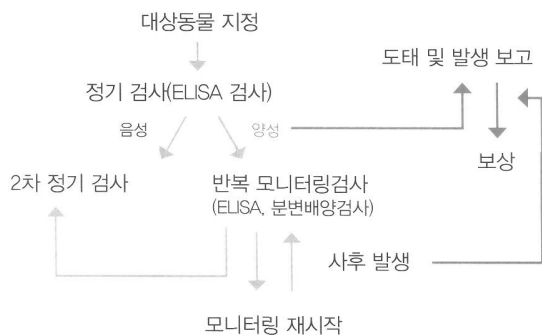 대상동물 지정
도태 및 발생 보고
정기 검사(ELISA 검사)
음성
양성
보상
2차 정기 검사
반복 모니터링검사
(ELISA, 분변배양검사)
사후 발생
모니터링 재시작